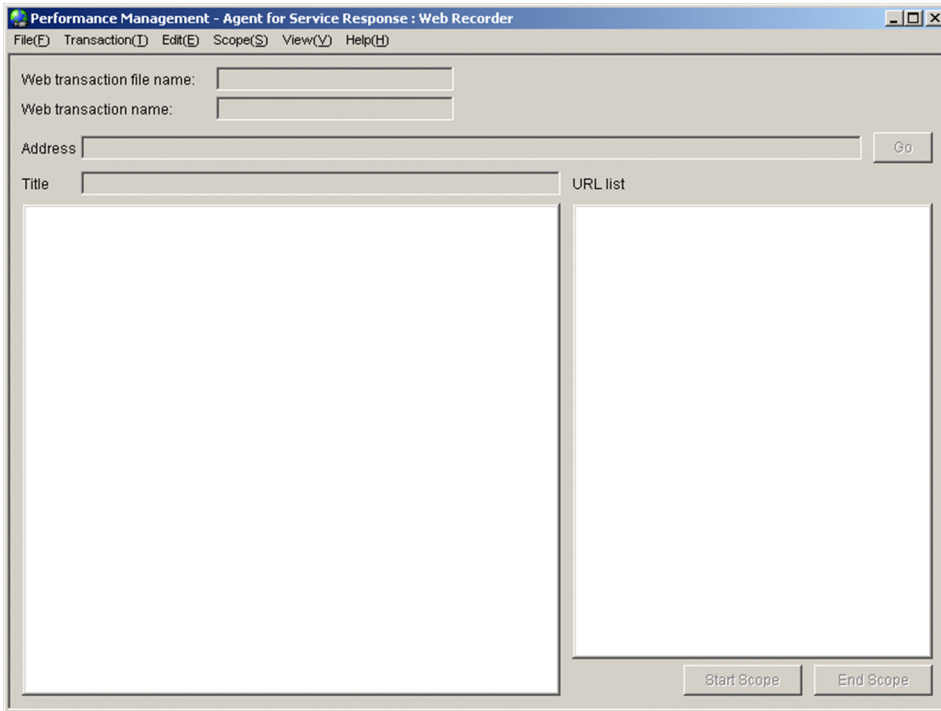 Performance Management - Agent for Service Response : Web Recorder
File(F) Transaction(T) Edit(E) Scope(S) View(V) Help(H)
Web transaction file name:
Web transaction name:
Address Go
Title URL list
Start Scope End Scope